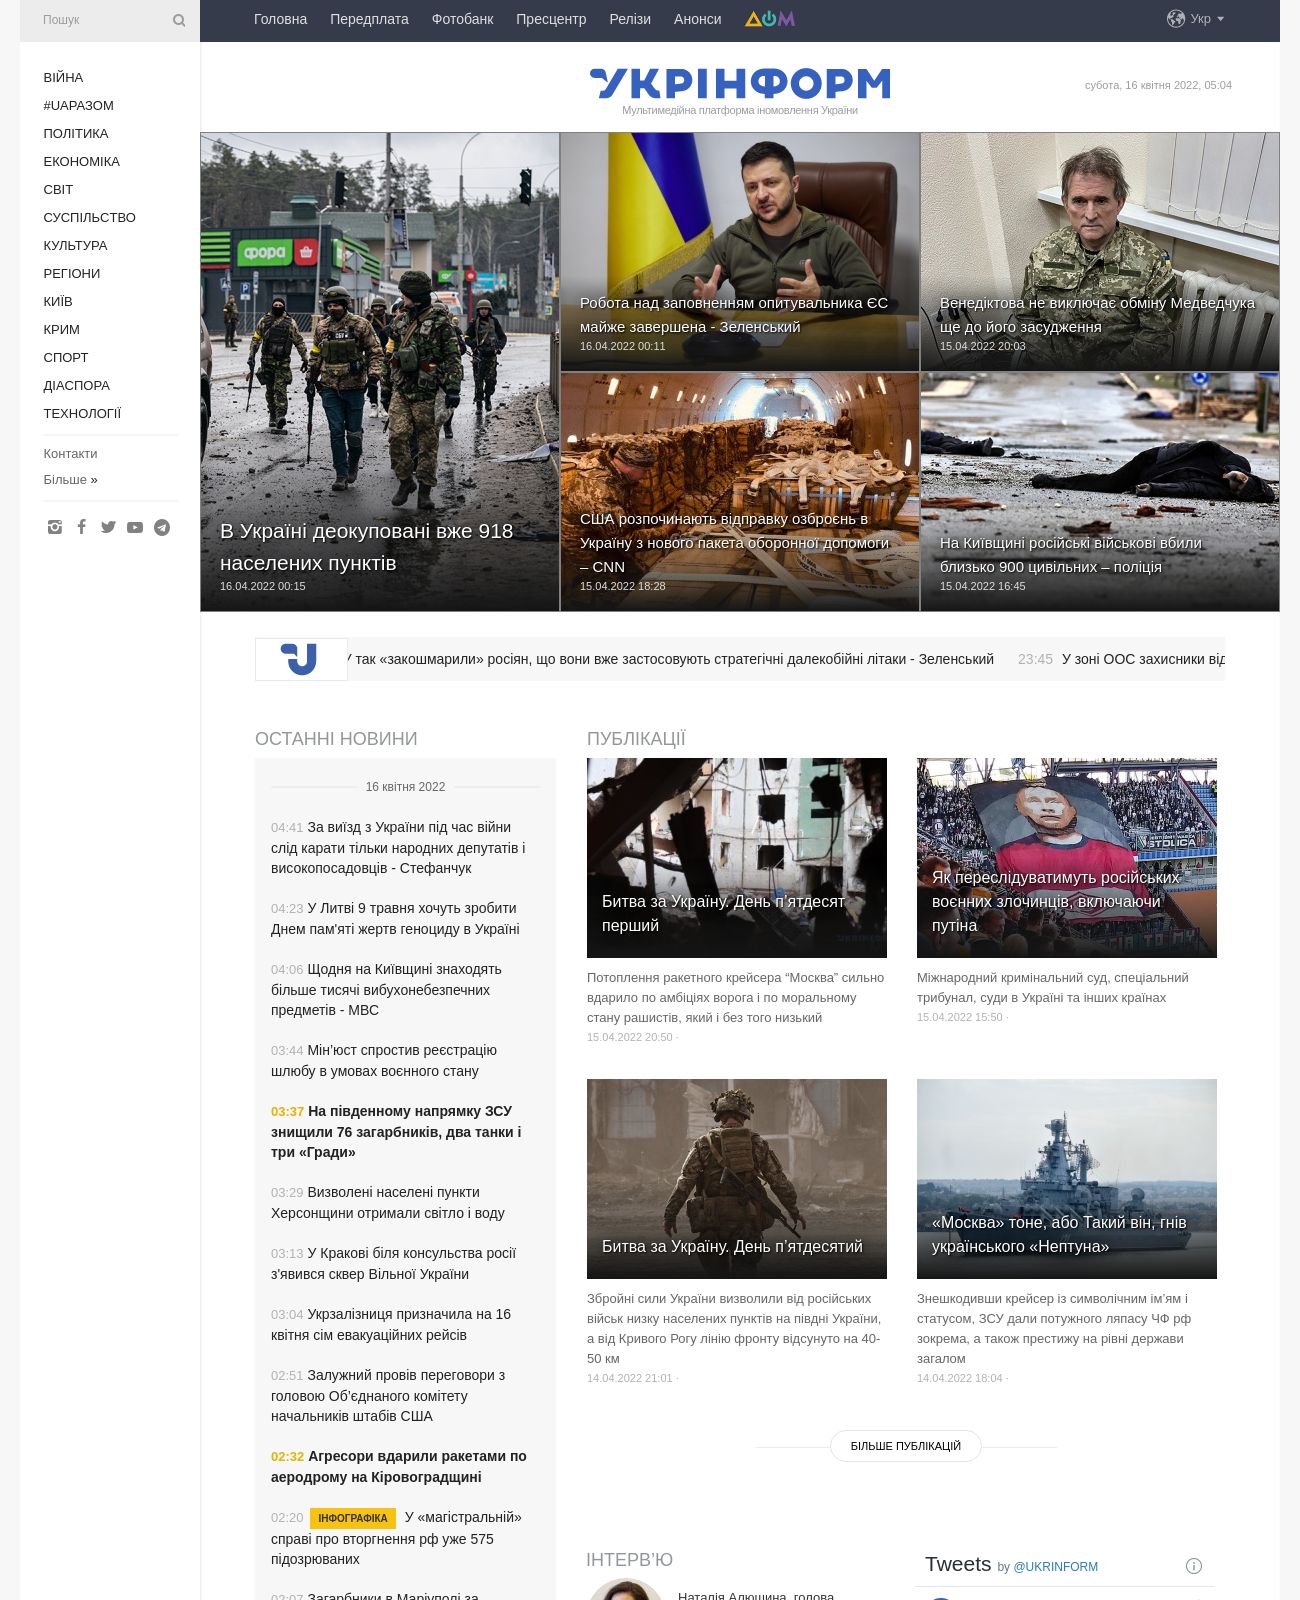 Пошук
Головна Передплата Фотобанк Пресцентр Релізи Анонси ДОМ
Укр
ВІЙНА
#UAРАЗОМ
ПОЛІТИКА
ЕКОНОМІКА
СВІТ
СУСПІЛЬСТВО
КУЛЬТУРА
РЕГІОНИ
КИЇВ
КРИМ
СПОРТ
ДІАСПОРА
ТЕХНОЛОГІЇ
Контакти
Більше »
УКРІНФОРМ
Мультимедійна платформа іномовлення України
субота, 16 квітня 2022, 05:04
фора
В Україні деокуповані вже 918
населених пунктів
16.04.2022 00:15
Робота над заповненням опитувальника ЄС
майже завершена - Зеленський
16.04.2022 00:11
Венедіктова не виключає обміну Медведчука
ще до його засудження
15.04.2022 20:03
США розпочинають відправку озброєнь в
Україну з нового пакета оборонної допомоги
– CNN
15.04.2022 18:28
На Київщині російські військові вбили
близько 900 цивільних – поліція
15.04.2022 16:45
У так «закошмарили» росіян, що вони вже застосовують стратегічні далекобійні літаки - Зеленський 23:45 У зоні ООС захисники від
ОСТАННІ НОВИНИ
16 квітня 2022
04:41 За виїзд з України під час війни
слід карати тільки народних депутатів і
високопосадовців - Стефанчук
04:23 У Литві 9 травня хочуть зробити
Днем пам'яті жертв геноциду в Україні
04:06 Щодня на Київщині знаходять
більше тисячі вибухонебезпечних
предметів - МВС
03:44 Мін’юст спростив реєстрацію
шлюбу в умовах воєнного стану
03:37 На південному напрямку ЗСУ
знищили 76 загарбників, два танки і
три «Гради»
03:29 Визволені населені пункти
Херсонщини отримали світло і воду
03:13 У Кракові біля консульства росії
з'явився сквер Вільної України
03:04 Укрзалізниця призначила на 16
квітня сім евакуаційних рейсів
02:51 Залужний провів переговори з
головою Об’єднаного комітету
начальників штабів США
02:32 Агресори вдарили ракетами по
аеродрому на Кіровоградщині
02:20 ІНФОГРАФІКА У «магістральній»
справі про вторгнення рф уже 575
підозрюваних
02:07 Загарбники в Маріуполі за
ПУБЛІКАЦІЇ
Битва за Україну. День п’ятдесят
перший
Потоплення ракетного крейсера “Москва” сильно
вдарило по амбіціях ворога і по моральному
стану рашистів, який і без того низький
15.04.2022 20:50 ·
STOLICA
Як переслідуватимуть російських
воєнних злочинців, включаючи
путіна
Міжнародний кримінальний суд, спеціальний
трибунал, суди в Україні та інших країнах
15.04.2022 15:50 ·
Битва за Україну. День п’ятдесятий
Збройні сили України визволили від російських
військ низку населених пунктів на півдні України,
а від Кривого Рогу лінію фронту відсунуто на 40-
50 км
14.04.2022 21:01 ·
«Москва» тоне, або Такий він, гнів
українського «Нептуна»
Знешкодивши крейсер із символічним ім’ям і
статусом, ЗСУ дали потужного ляпасу ЧФ рф
зокрема, а також престижу на рівні держави
загалом
14.04.2022 18:04 ·
БІЛЬШЕ ПУБЛІКАЦІЙ
ІНТЕРВ’Ю
Наталія Алюшина, голова
Tweets by @UKRINFORM